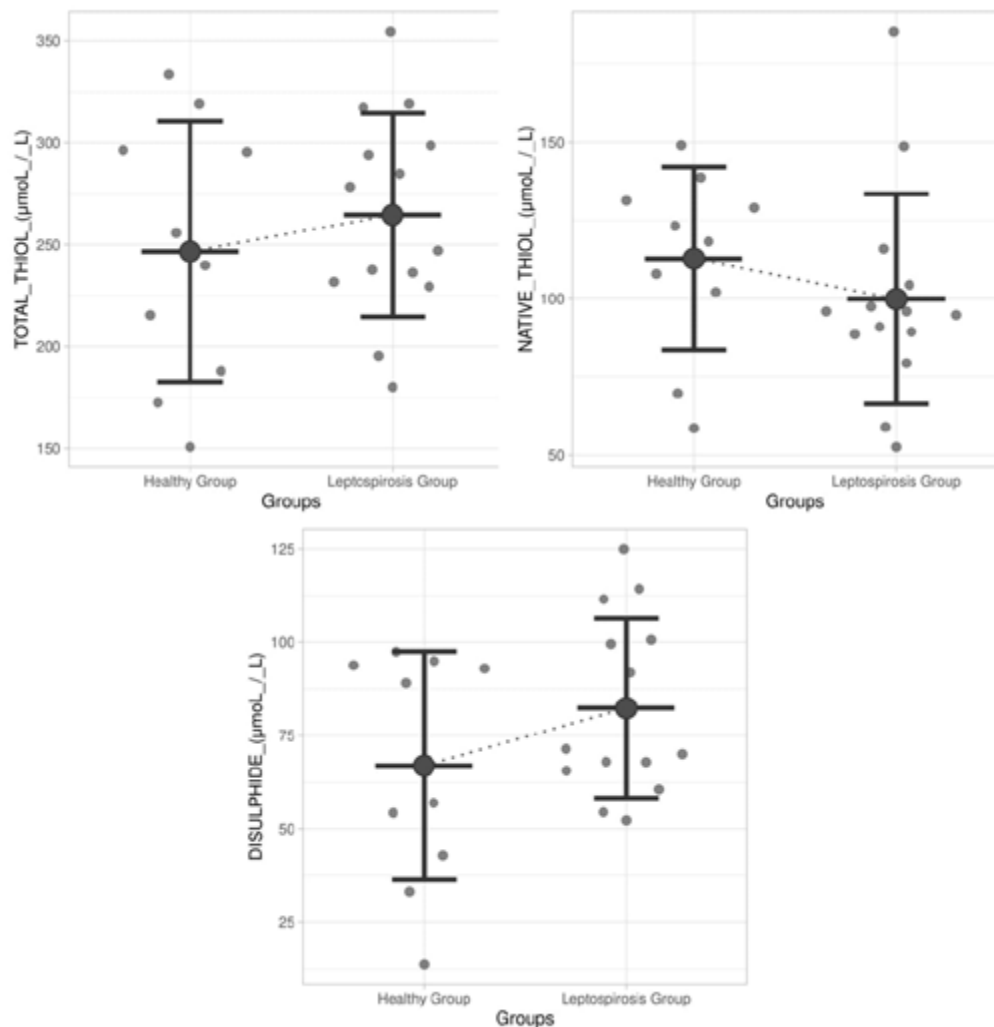 TOTAL_THIOL_(µmoL_/_L)
350
300
250
200
150
Healthy Group
Leptospirosis Group
Groups
NATIVE_THIOL_(µmoL_/_L)
150
100
50
Healthy Group
Leptospirosis Group
Groups
DISULPHIDE_(µmoL_/_L)
125
100
75
50
25
Healthy Group
Leptospirosis Group
Groups